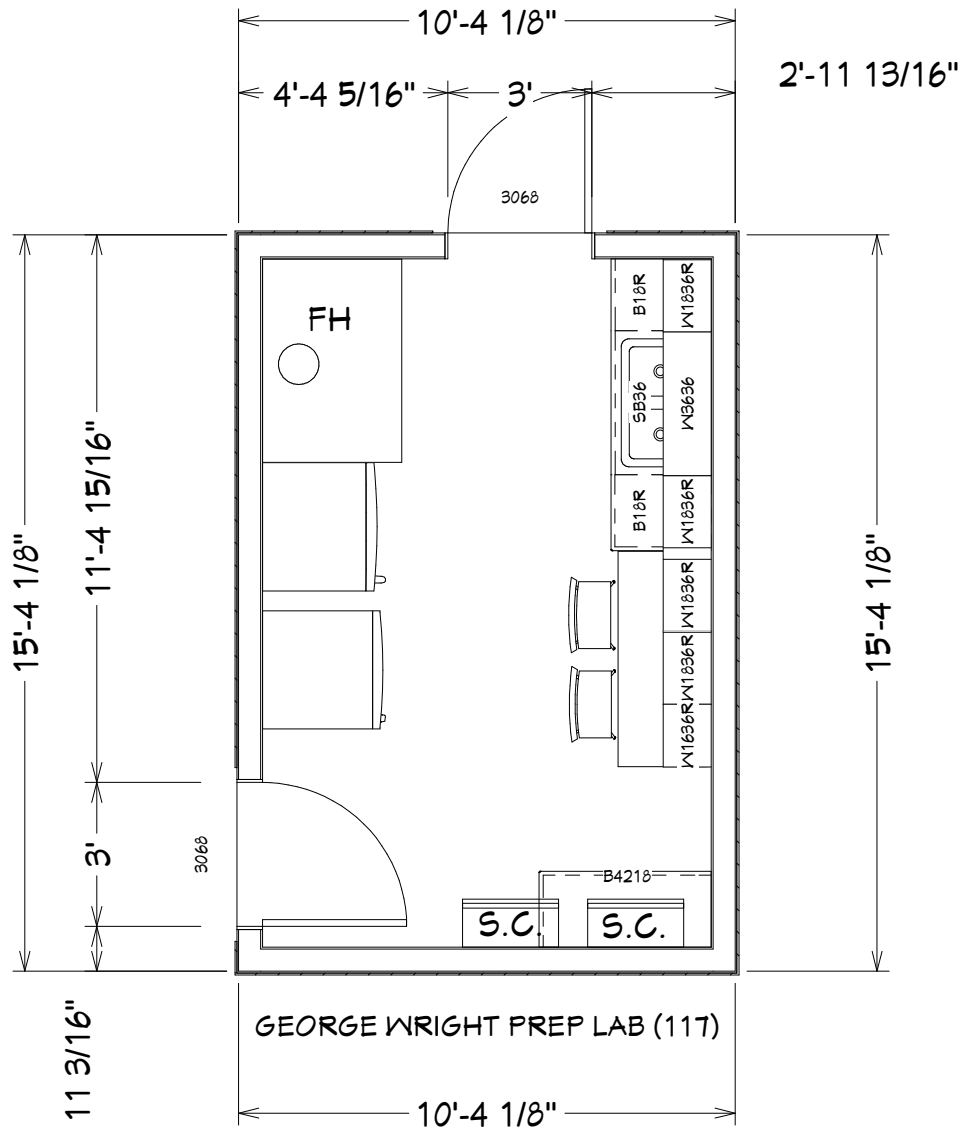 10'-4 1/8"
2'-11 13/16"
4'-4 5/16"
3'
3068
FH
B18R
W1836R
SB36
W3636
B18R
W1836R
11'-4 15/16"
15'-4 1/8"
15'-4 1/8"
W1836R
W1836R
W1636R
3'
3068
B4218
S.C.
S.C.
11 3/16"
GEORGE WRIGHT PREP LAB (117)
10'-4 1/8"